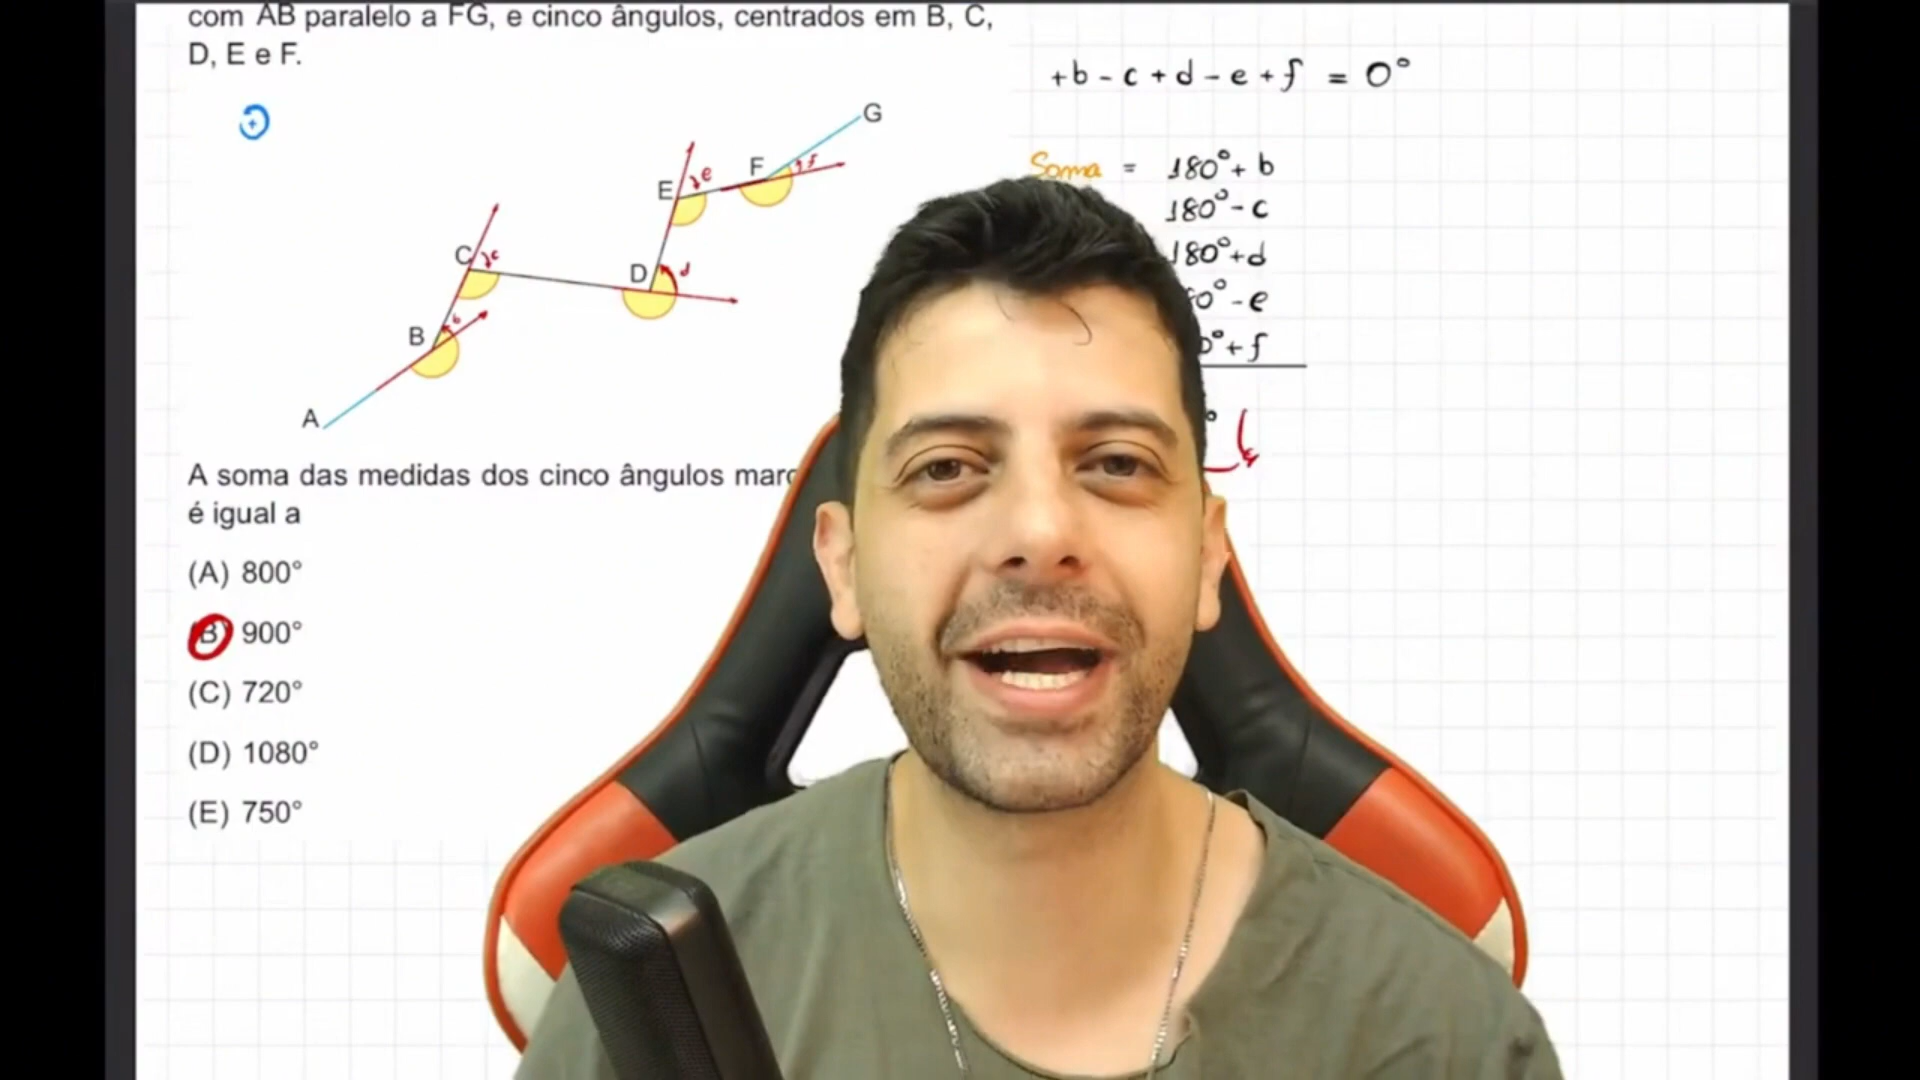 com AB paralelo a FG, e cinco ângulos, centrados em B, C,
D, E e F.
+b - c + d - e + f = 0°
+
G
F
f
E
e
Soma = 180° + b
180° - c
180° + d
0° - e
° + f
C
c
D
d
B
b
A
°
A soma das medidas dos cinco ângulos
é igual a
(A) 800°
(B) 900°
(C) 720°
(D) 1080°
(E) 750°